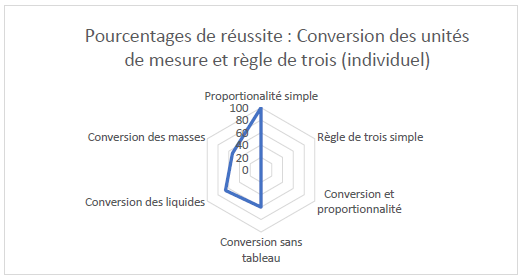 Pourcentages de réussite : Conversion des unités
de mesure et règle de trois (individuel)
Proportionalité simple
100
80
60
40
20
0
Conversion des masses
Règle de trois simple
Conversion des liquides
Conversion et
proportionnalité
Conversion sans
tableau